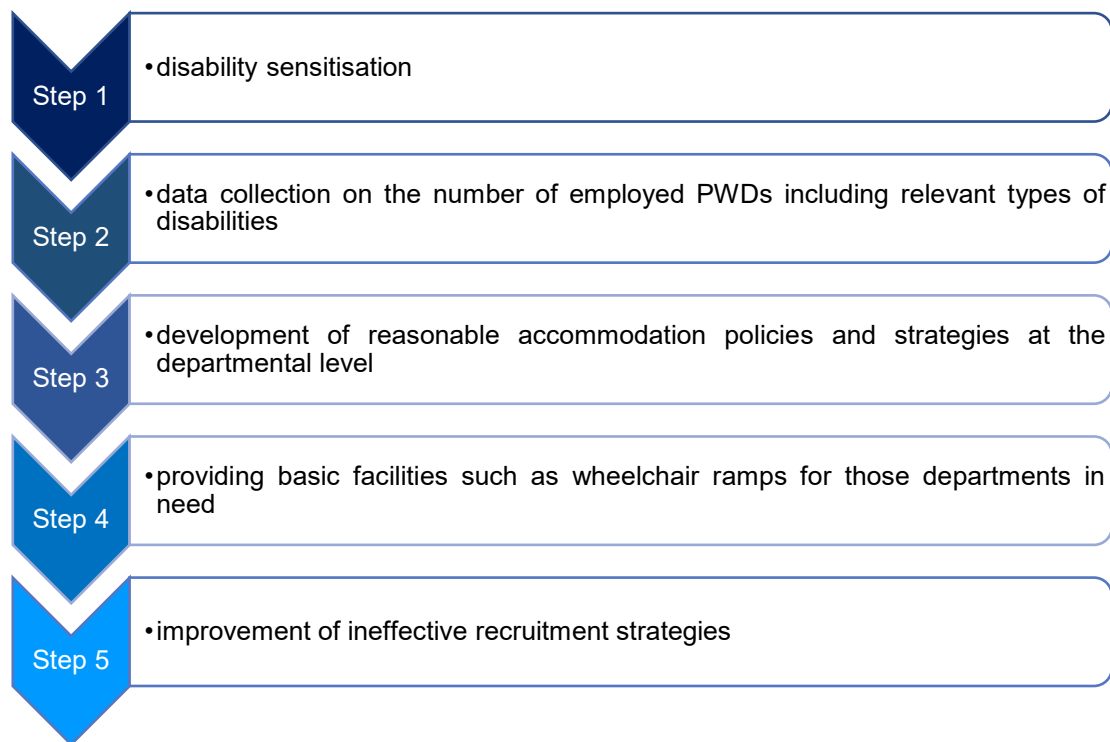 Step 1
•disability sensitisation
Step 2
•data collection on the number of employed PWDs including relevant types of
disabilities
Step 3
•development of reasonable accommodation policies and strategies at the
departmental level
Step 4
•providing basic facilities such as wheelchair ramps for those departments in
need
Step 5
•improvement of ineffective recruitment strategies